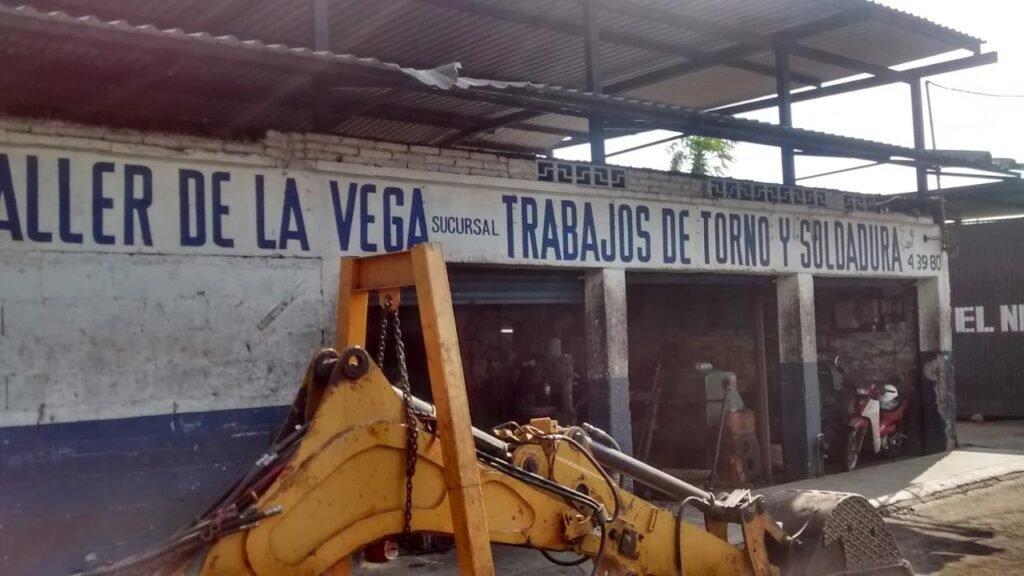 ALLER DE LA VEGA SUCURSAL TRABAJOS DE TORNO Y SOLDADURA
4 39 80
EL